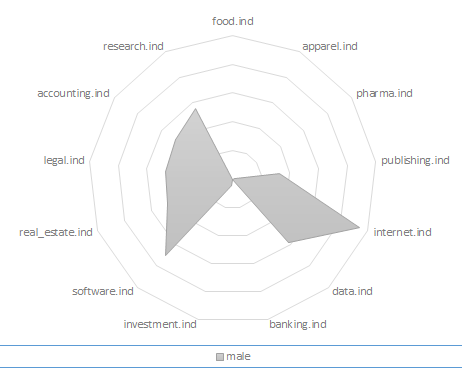 food.ind
research.ind
apparel.ind
accounting.ind
pharma.ind
legal.ind
publishing.ind
real_estate.ind
internet.ind
software.ind
data.ind
investment.ind
banking.ind
male